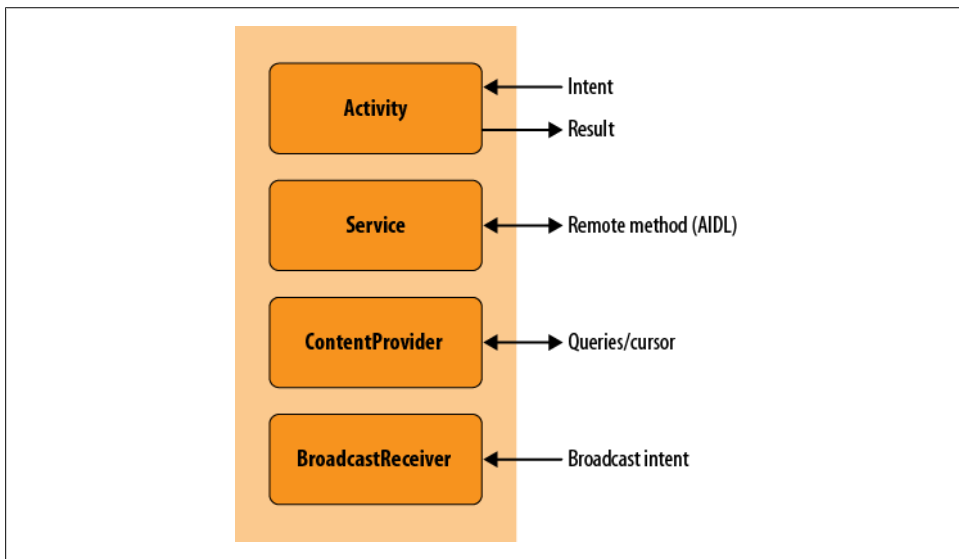 Activity
Intent
Result
Service
Remote method (AIDL)
ContentProvider
Queries/cursor
BroadcastReceiver
Broadcast intent